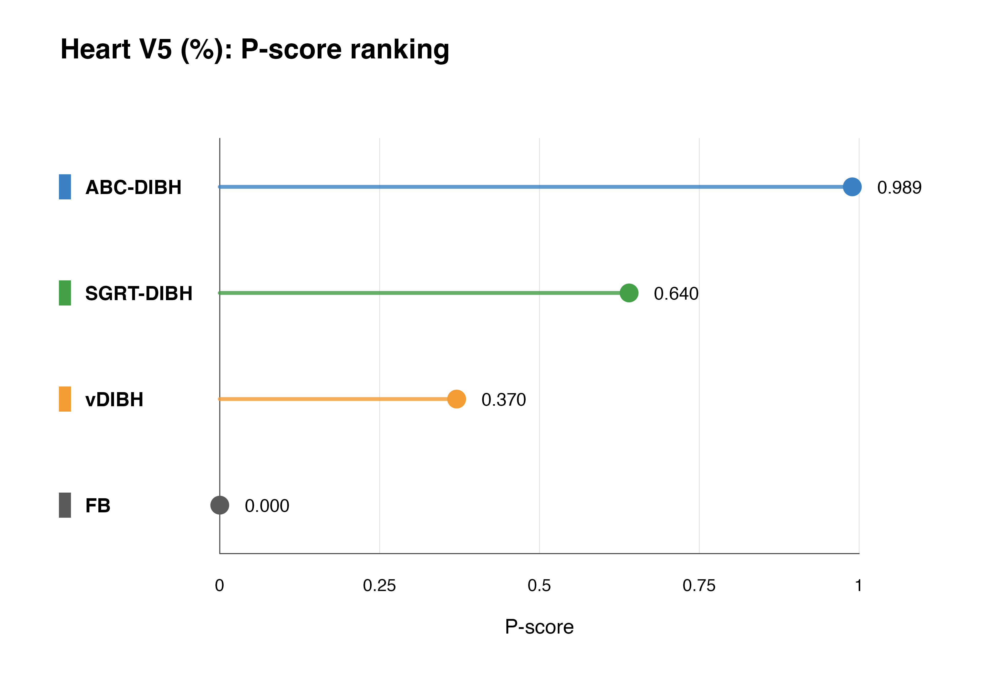 Heart V5 (%): P-score ranking
ABC-DIBH 0.989
SGRT-DIBH 0.640
vDIBH 0.370
FB 0.000
0 0.25 0.5 0.75 1
P-score